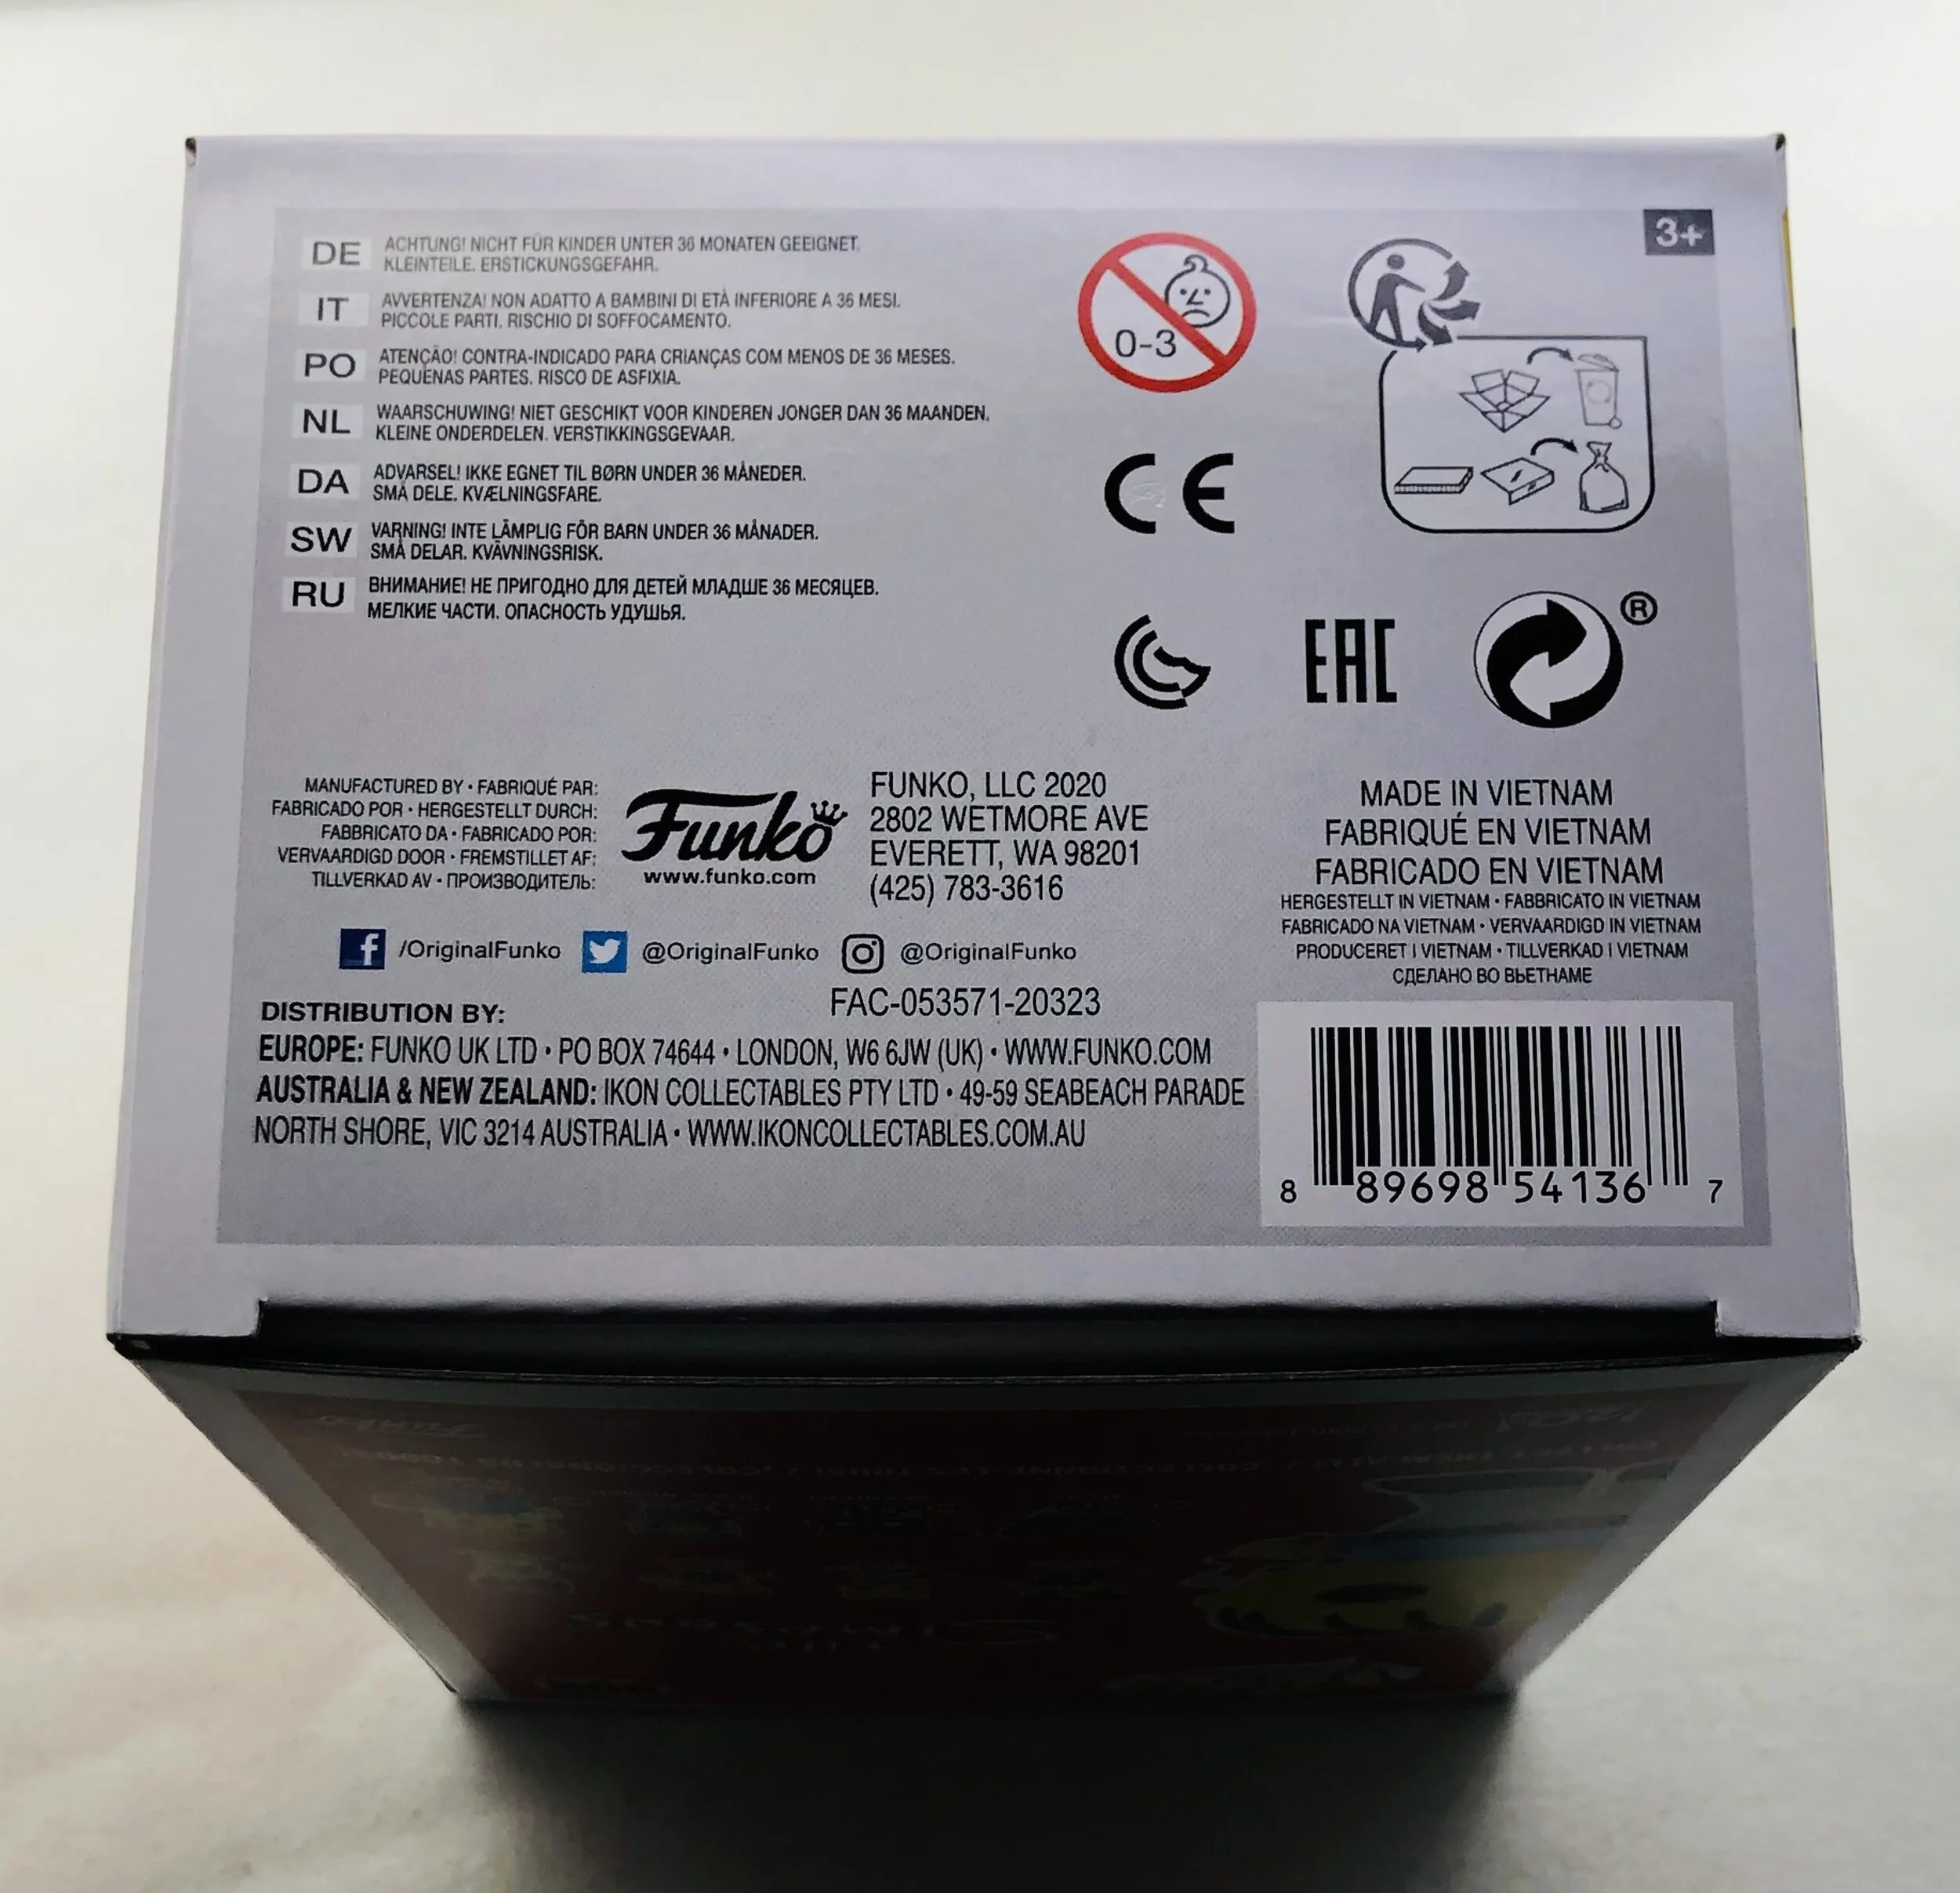 3+
DE
ACHTUNG! NICHT FÜR KINDER UNTER 36 MONATEN GEEIGNET.
KLEINTEILE. ERSTICKUNGSGEFAHR.
IT
AVVERTENZA! NON ADATTO A BAMBINI DI ETÀ INFERIORE A 36 MESI.
PICCOLE PARTI. RISCHIO DI SOFFOCAMENTO.
PO
ATENÇÃO! CONTRA-INDICADO PARA CRIANÇAS COM MENOS DE 36 MESES.
PEQUENAS PARTES. RISCO DE ASFIXIA.
NL
WAARSCHUWING! NIET GESCHIKT VOOR KINDEREN JONGER DAN 36 MAANDEN.
KLEINE ONDERDELEN. VERSTIKKINGSGEVAAR.
DA
ADVARSEL! IKKE EGNET TIL BØRN UNDER 36 MÅNEDER.
SMÅ DELE. KVÆLNINGSFARE.
SW
VARNING! INTE LÄMPLIG FÖR BARN UNDER 36 MÅNADER.
SMÅ DELAR. KVÄVNINGSRISK.
RU
ВНИМАНИЕ! НЕ ПРИГОДНО ДЛЯ ДЕТЕЙ МЛАДШЕ 36 МЕСЯЦЕВ.
МЕЛКИЕ ЧАСТИ. ОПАСНОСТЬ УДУШЬЯ.
0-3
CE
EAC
®
MANUFACTURED BY • FABRIQUÉ PAR:
FABRICADO POR • HERGESTELLT DURCH:
FABBRICATO DA • FABRICADO POR:
VERVAARDIGD DOOR • FREMSTILLET AF:
TILLVERKAD AV • ПРОИЗВОДИТЕЛЬ:
Funko
www.funko.com
FUNKO, LLC 2020
2802 WETMORE AVE
EVERETT, WA 98201
(425) 783-3616
MADE IN VIETNAM
FABRIQUÉ EN VIETNAM
FABRICADO EN VIETNAM
HERGESTELLT IN VIETNAM • FABBRICATO IN VIETNAM
FABRICADO NA VIETNAM • VERVAARDIGD IN VIETNAM
PRODUCERET I VIETNAM • TILLVERKAD I VIETNAM
СДЕЛАНО ВО ВЬЕТНАМЕ
f /OriginalFunko @OriginalFunko @OriginalFunko
FAC-053571-20323
DISTRIBUTION BY:
EUROPE: FUNKO UK LTD • PO BOX 74644 • LONDON, W6 6JW (UK) • WWW.FUNKO.COM
AUSTRALIA & NEW ZEALAND: IKON COLLECTABLES PTY LTD • 49-59 SEABEACH PARADE
NORTH SHORE, VIC 3214 AUSTRALIA • WWW.IKONCOLLECTABLES.COM.AU
8 89698 54136 7
Funko